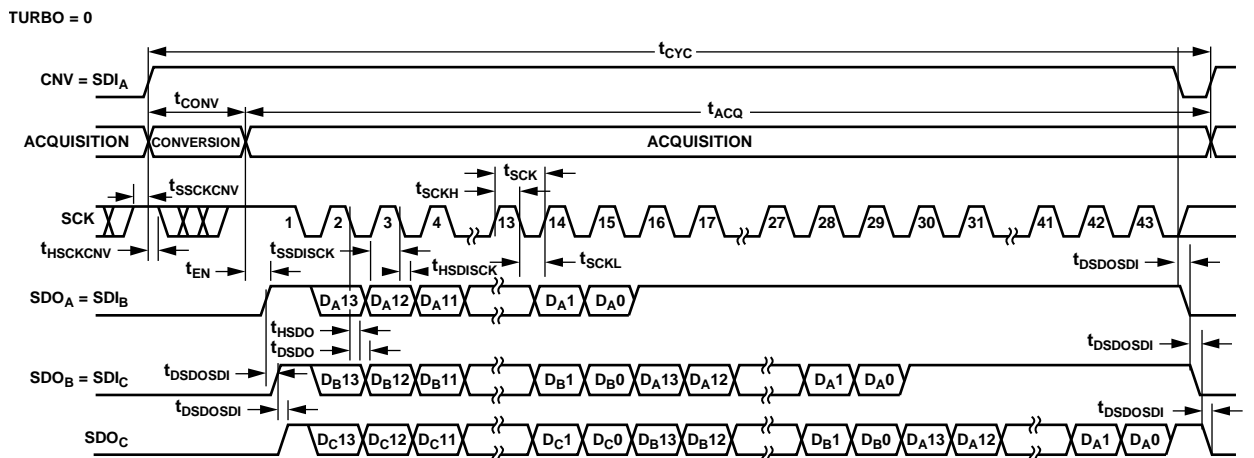 TURBO = 0
tCYC
CNV = SDIA
tCONV
tACQ
ACQUISITION
CONVERSION
ACQUISITION
tSCK
tSSCKCNV
tSCKH
SCK
1 2 3 4 13 14 15 16 17 27 28 29 30 31 41 42 43
tHSCKCNV
tSSDISCK
tEN
tHSDISCK
tSCKL
tDSDOSDI
SDOA = SDIB
DA13 DA12 DA11 DA1 DA0
tHSDO
tDSDO
tDSDOSDI
tDSDOSDI
SDOB = SDIC
DB13 DB12 DB11 DB1 DB0 DA13 DA12 DA1 DA0
tDSDOSDI
tDSDOSDI
SDOC
DC13 DC12 DC11 DC1 DC0 DB13 DB12 DB1 DB0 DA13 DA12 DA1 DA0